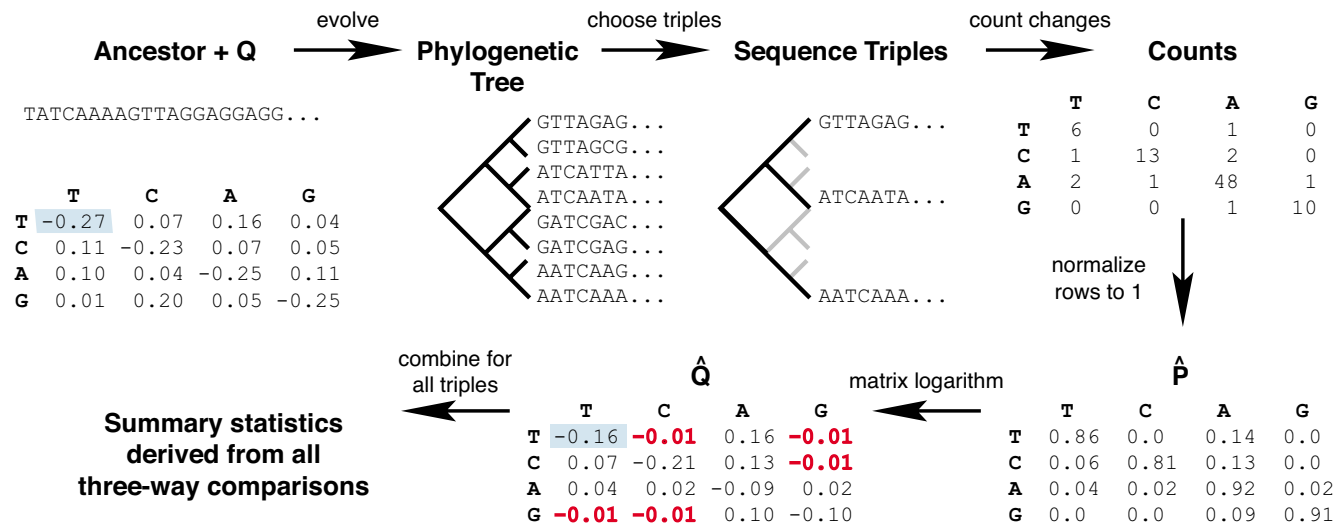 evolve
choose triples
count changes
Ancestor + Q
Phylogenetic
Tree
Sequence Triples
Counts
TATCAAAAGTTAGGAGGAGG...
T C A G
T -0.27 0.07 0.16 0.04
C 0.11 -0.23 0.07 0.05
A 0.10 0.04 -0.25 0.11
G 0.01 0.20 0.05 -0.25
GTTAGAG...
GTTAGCG...
ATCATTA...
ATCAATA...
GATCGAC...
GATCGAG...
AATCAAG...
AATCAAA...
GTTAGAG...
ATCAATA...
AATCAAA...
T C A G
T 6 0 1 0
C 1 13 2 0
A 2 1 48 1
G 0 0 1 10
normalize
rows to 1
P̂
T C A G
T 0.86 0.0 0.14 0.0
C 0.06 0.81 0.13 0.0
A 0.04 0.02 0.92 0.02
G 0.0 0.0 0.09 0.91
matrix logarithm
Q̂
T C A G
T -0.16 -0.01 0.16 -0.01
C 0.07 -0.21 0.13 -0.01
A 0.04 0.02 -0.09 0.02
G -0.01 -0.01 0.10 -0.10
combine for
all triples
Summary statistics
derived from all
three-way comparisons